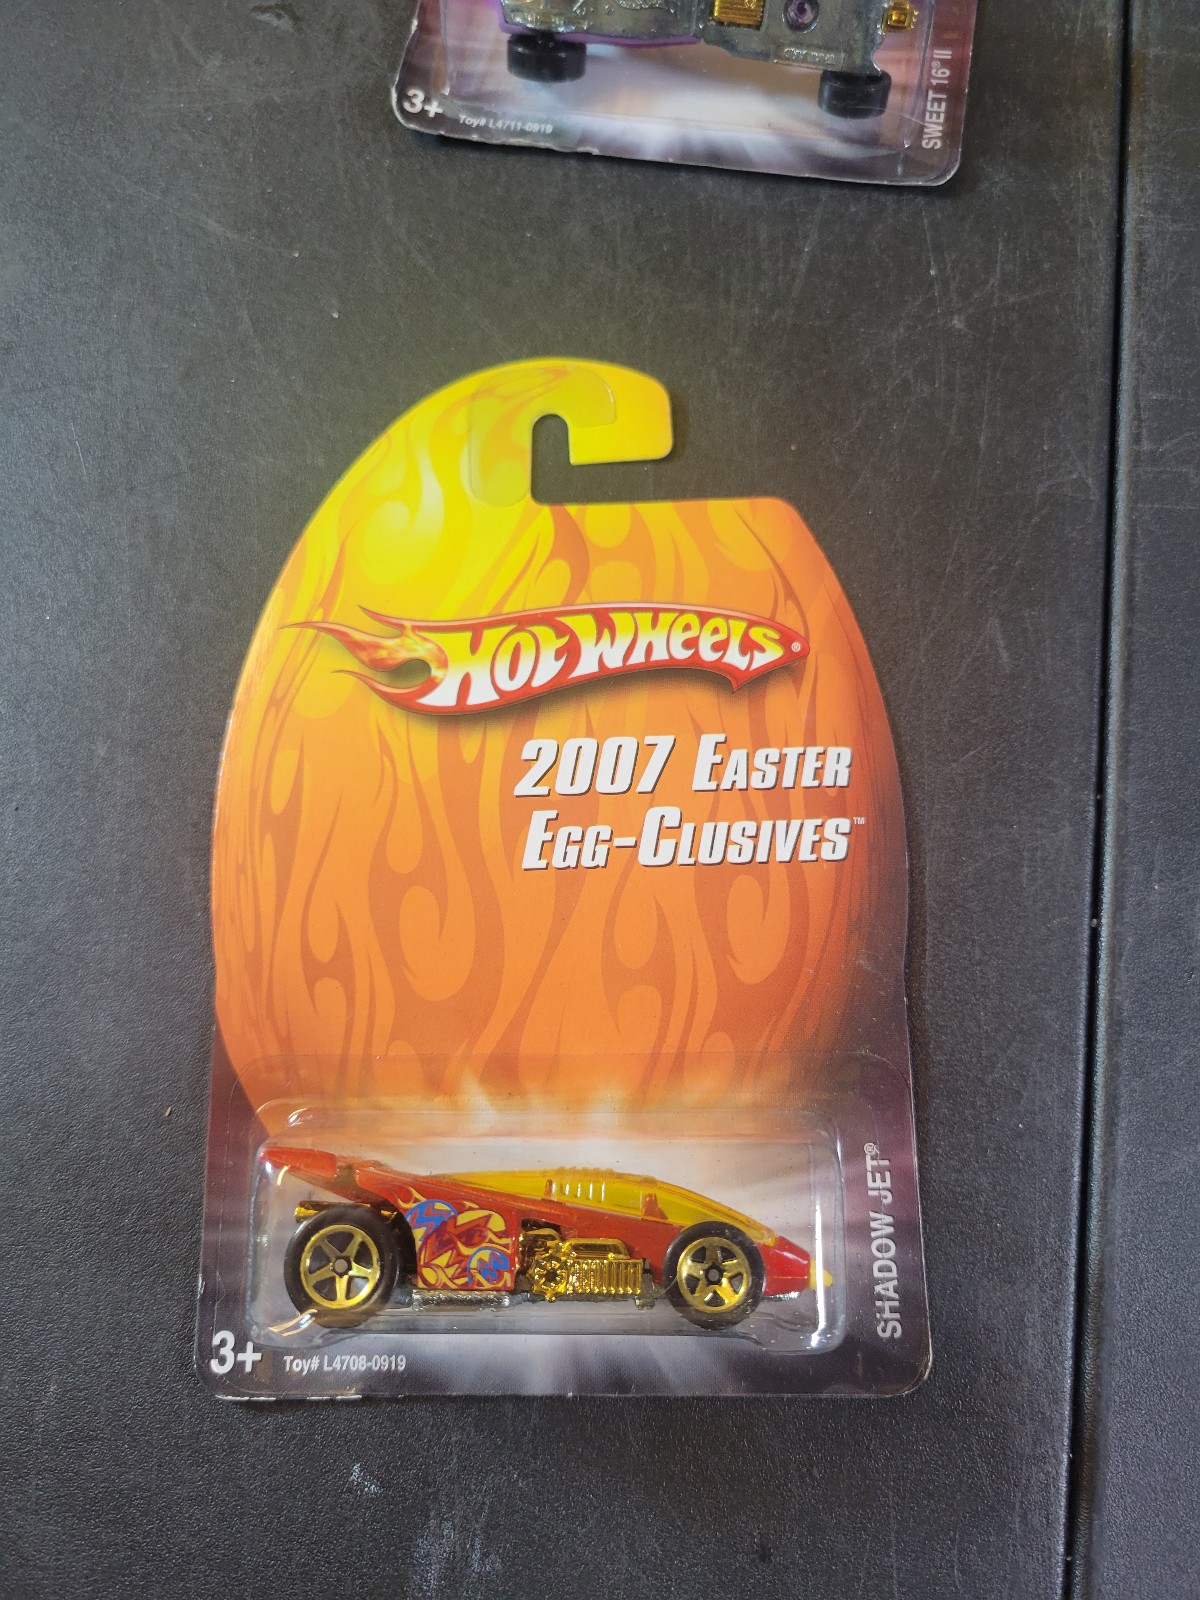 3+
Toy# L4711-0919
SWEET 16® II
HOT WHEELS®
2007 EASTER
EGG-CLUSIVES™
SHADOW JET®
3+
Toy# L4708-0919